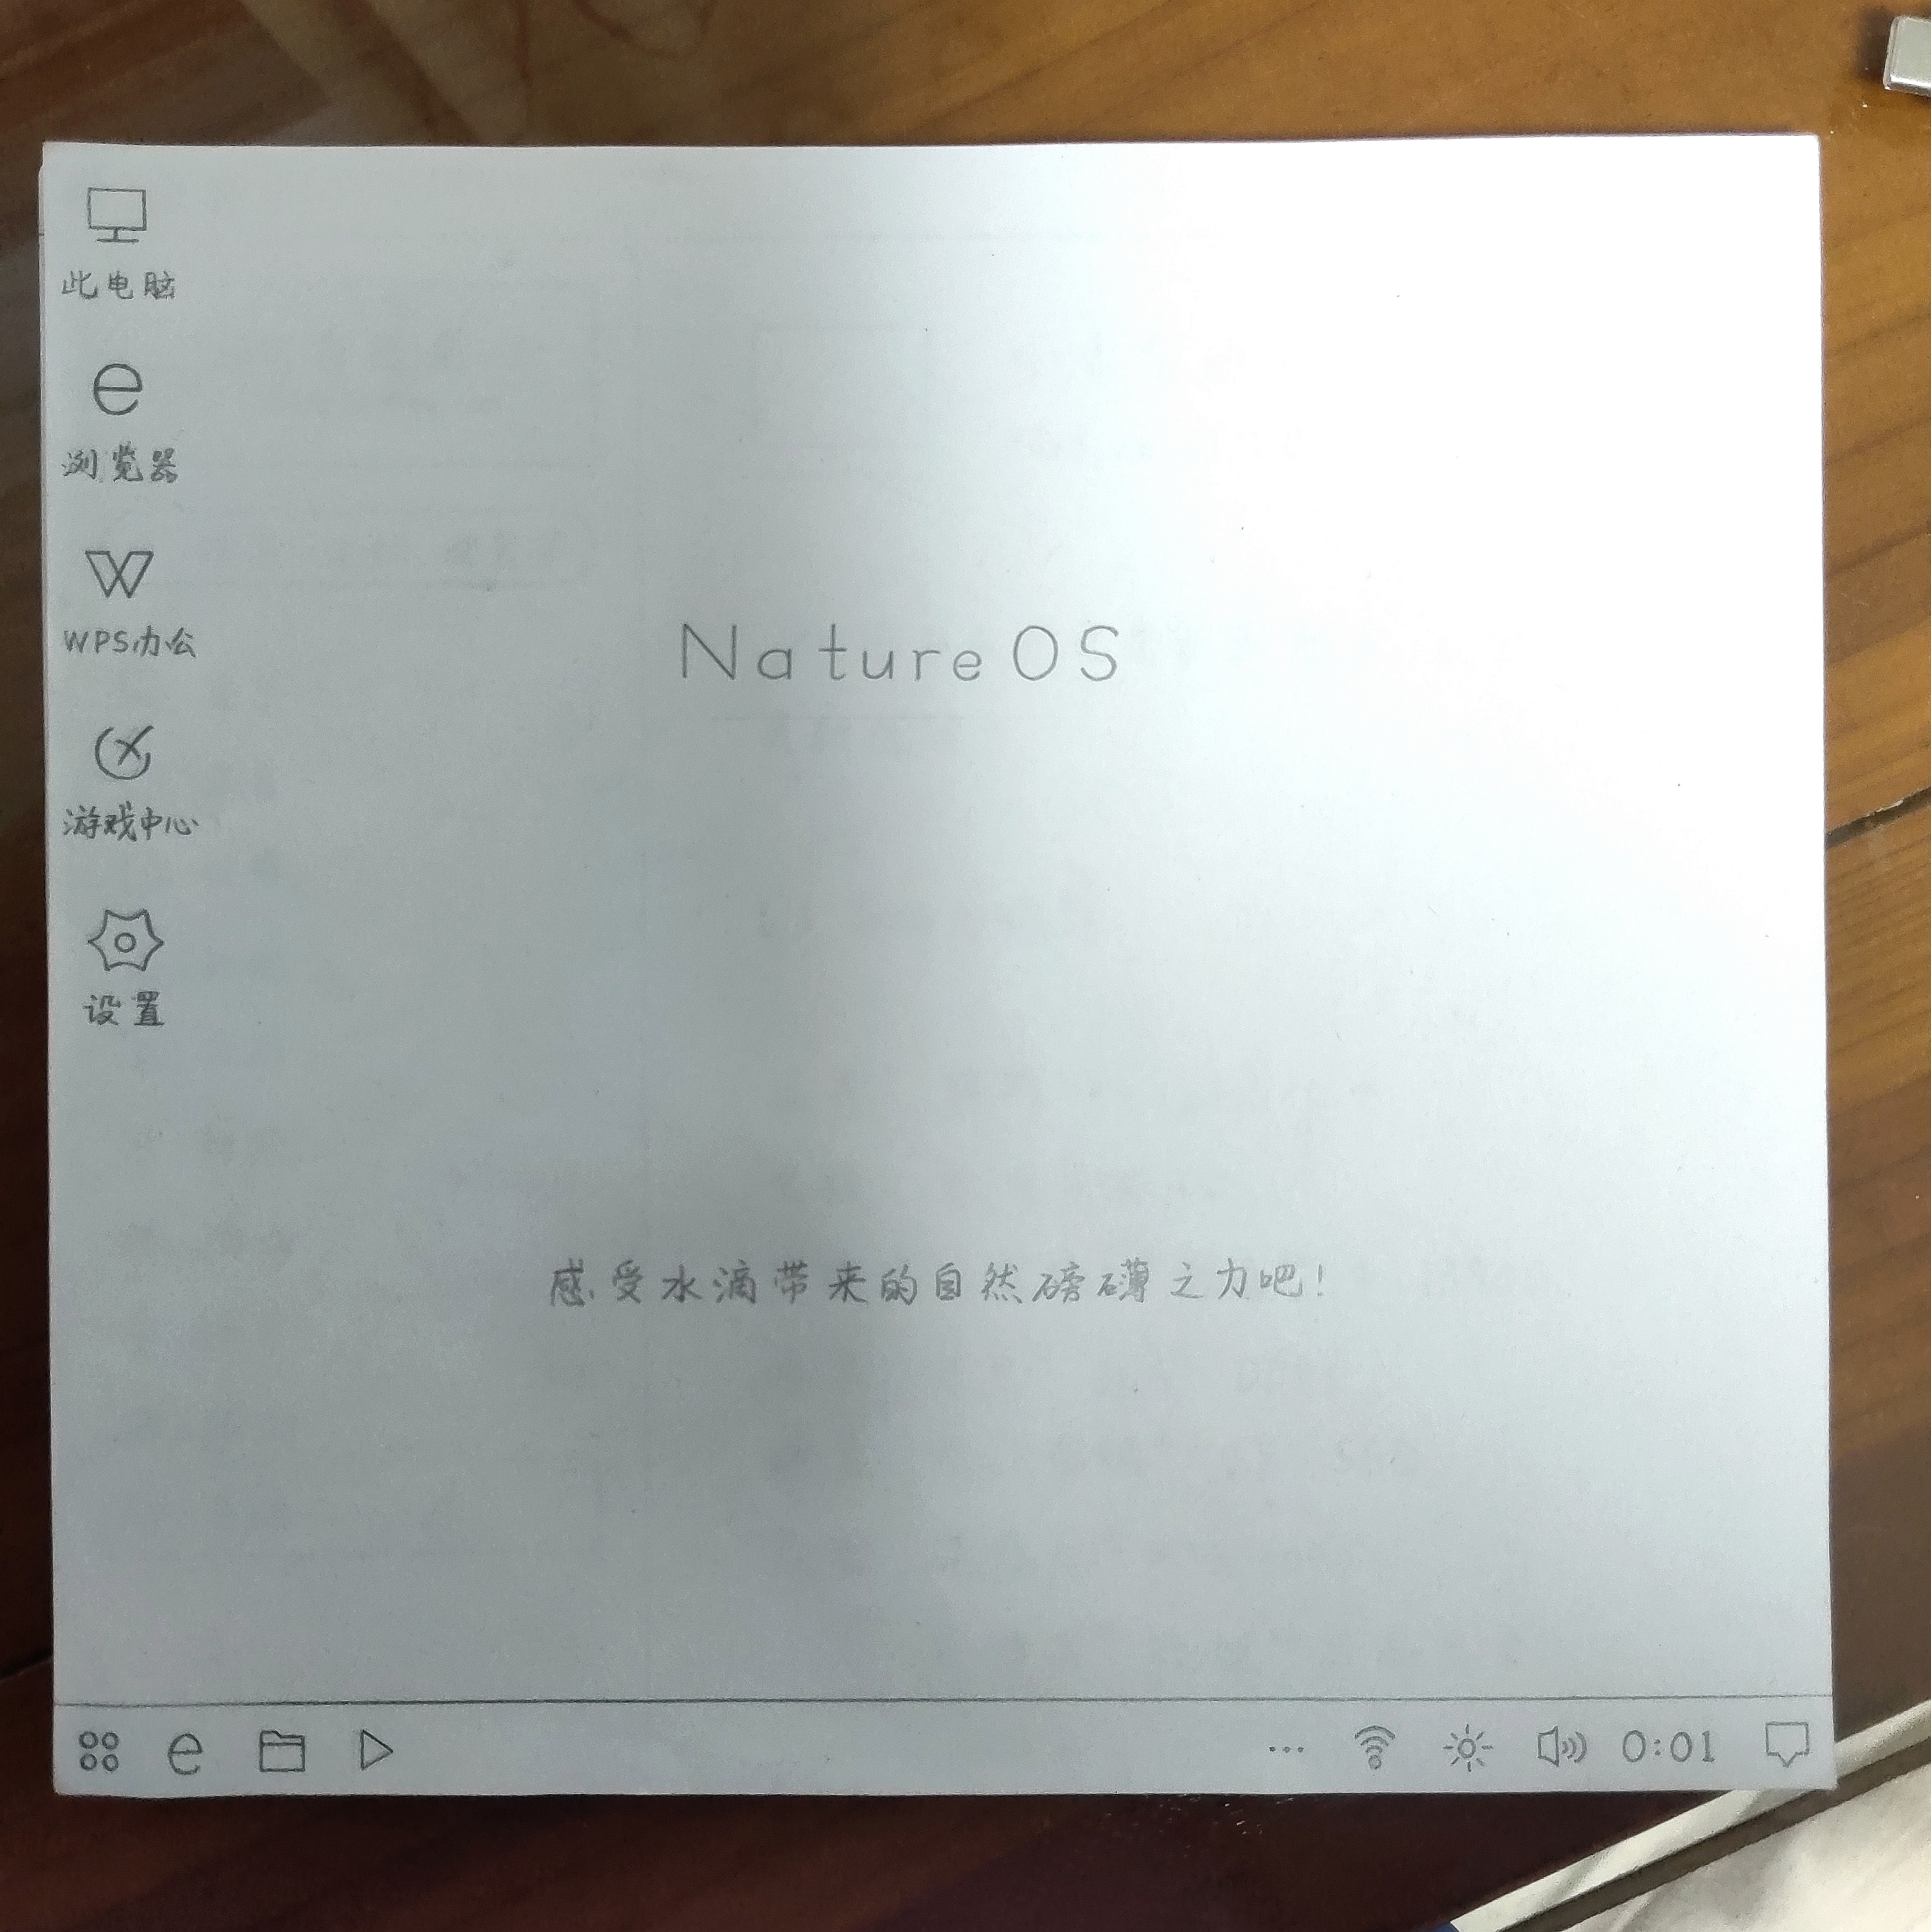 此电脑
浏览器
WPS办公
游戏中心
设置
Nature OS
感受水滴带来的自然磅礴之力吧!
0:01